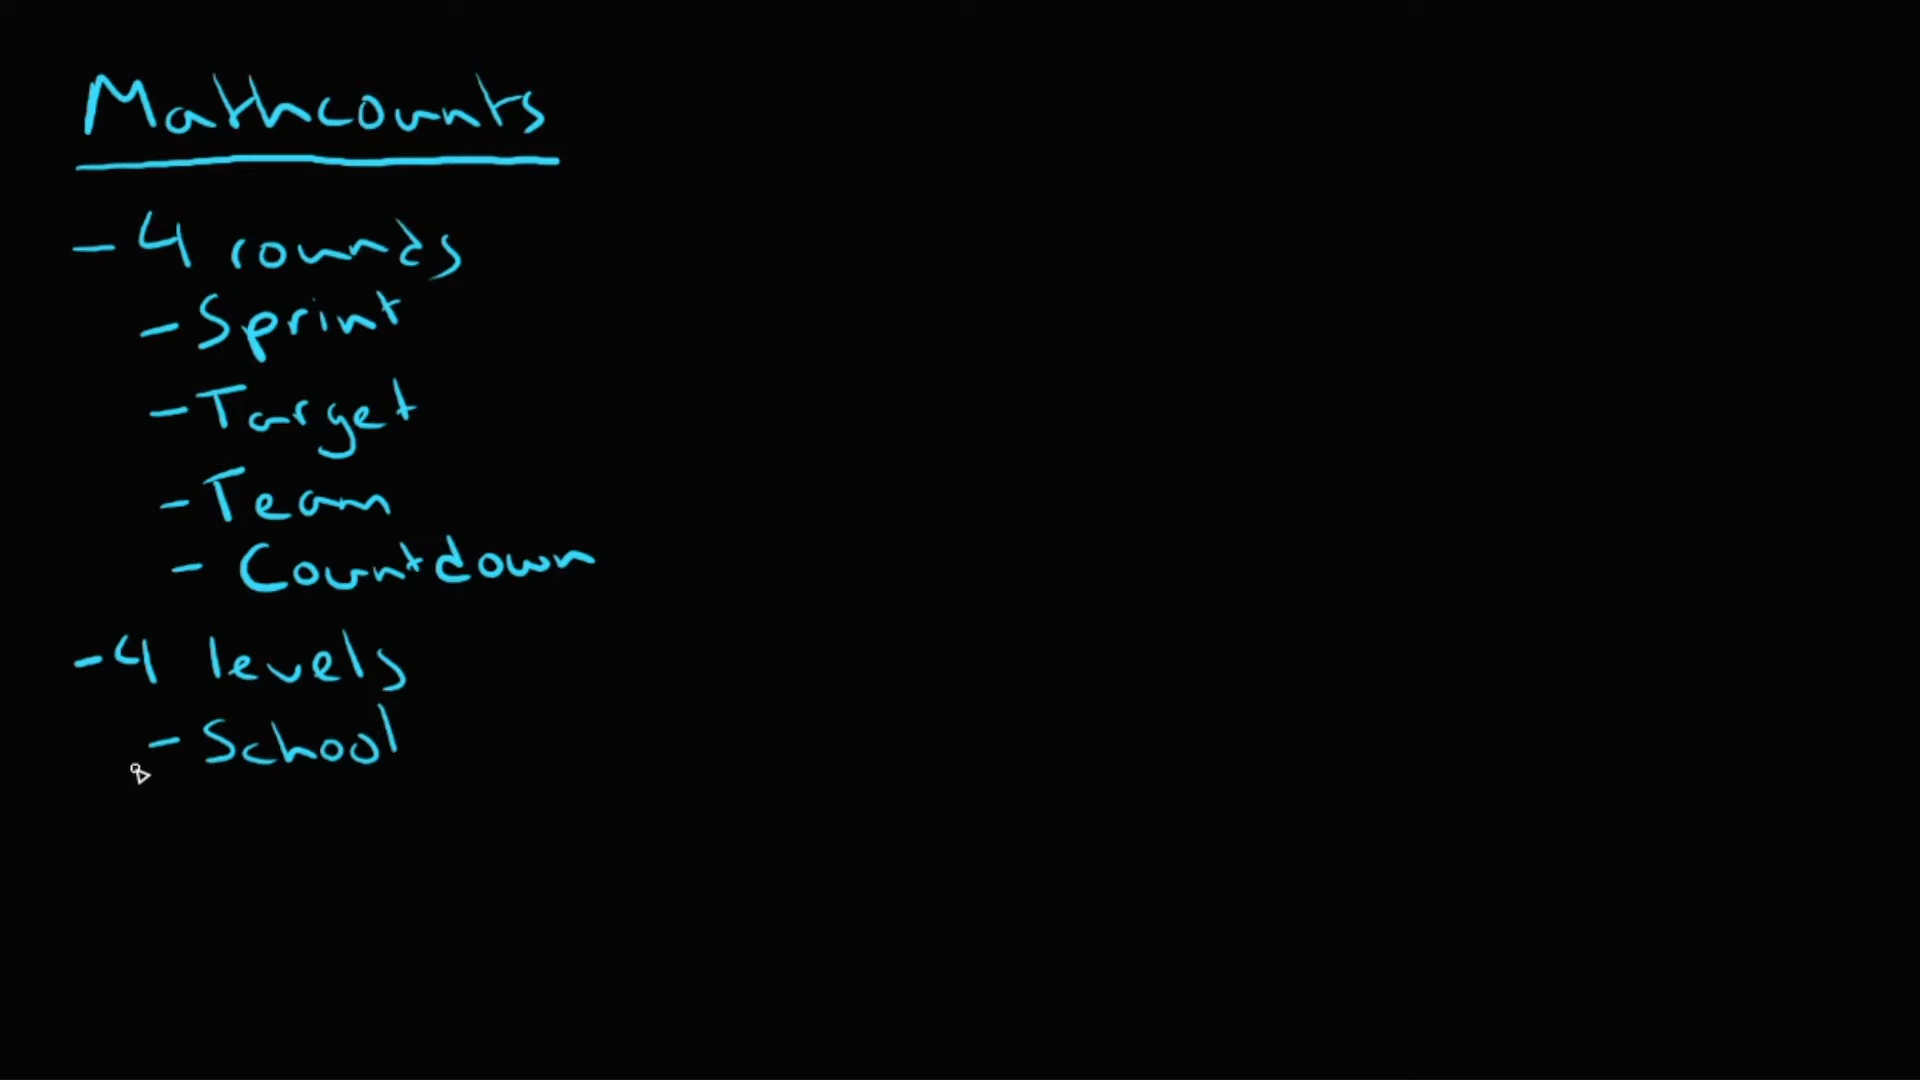 Mathcounts
- 4 rounds
- Sprint
- Target
- Team
- Countdown
- 4 levels
- School